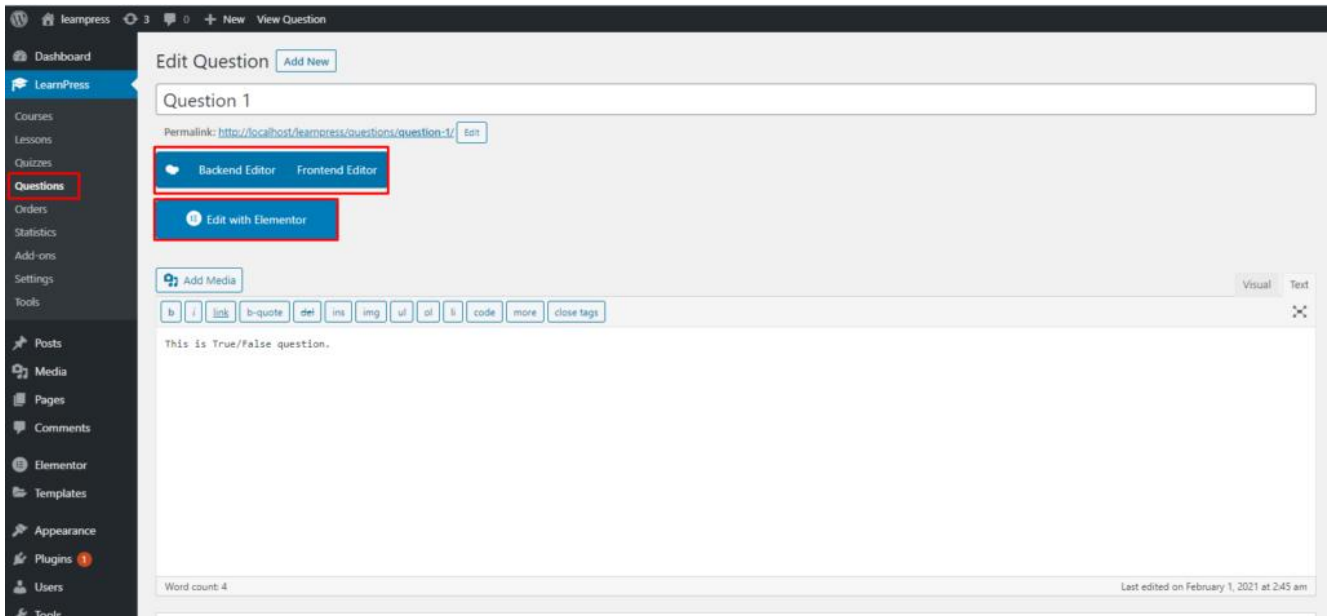 learnpress 3 0 + New View Question
Dashboard
LearnPress
Courses
Lessons
Quizzes
Questions
Orders
Statistics
Add-ons
Settings
Tools
Posts
Media
Pages
Comments
Elementor
Templates
Appearance
Plugins 1
Users
Tools
Edit Question Add New
Question 1
Permalink: http://localhost/learnpress/questions/question-1/ Edit
Backend Editor Frontend Editor
Edit with Elementor
Add Media
Visual Text
b i link b-quote del ins img ul ol li code more close tags
This is True/False question.
Word count: 4 Last edited on February 1, 2021 at 2:45 am